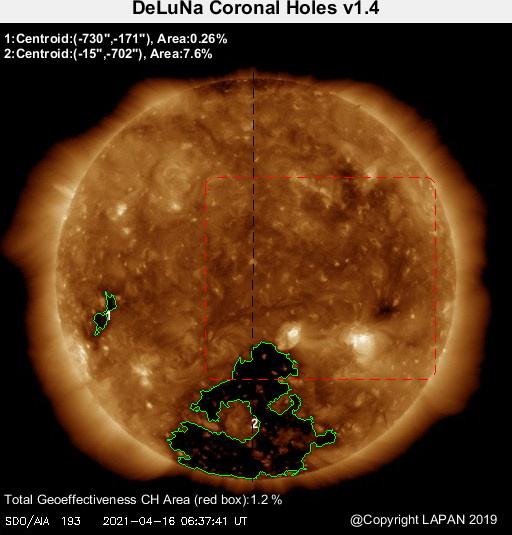 DeLuNa Coronal Holes v1.4
1:Centroid:(-730",-171"), Area:0.26%
2:Centroid:(-15",-702"), Area:7.6%
1
2
Total Geoeffectiveness CH Area (red box):1.2 %
SDO/AIA 193 2021-04-16 06:37:41 UT
@Copyright LAPAN 2019